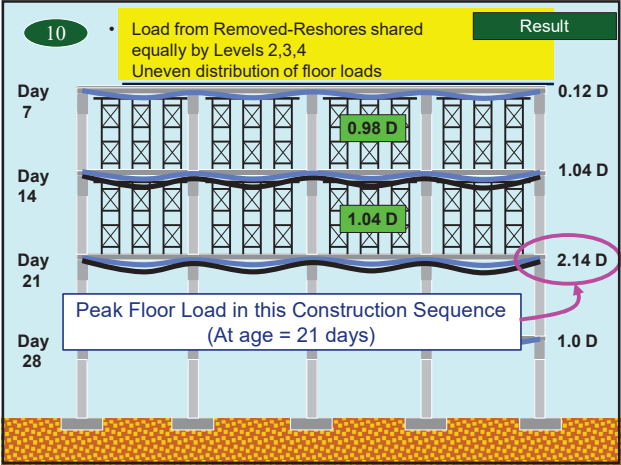 10
• Load from Removed-Reshores shared
equally by Levels 2,3,4
Uneven distribution of floor loads
Result
Day
7
0.12 D
0.98 D
Day
14
1.04 D
1.04 D
Day
21
2.14 D
Peak Floor Load in this Construction Sequence
(At age = 21 days)
Day
28
1.0 D